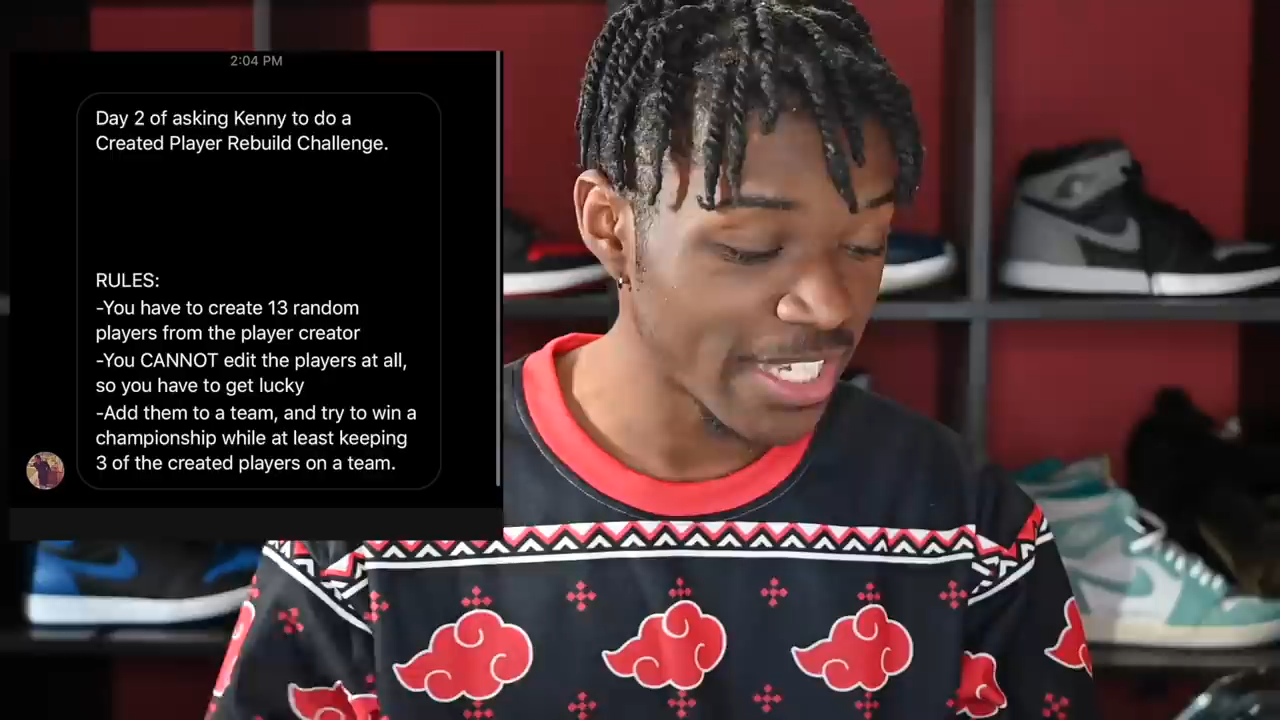 2:04 PM
Day 2 of asking Kenny to do a
Created Player Rebuild Challenge.
RULES:
-You have to create 13 random
players from the player creator
-You CANNOT edit the players at all,
so you have to get lucky
-Add them to a team, and try to win a
championship while at least keeping
3 of the created players on a team.